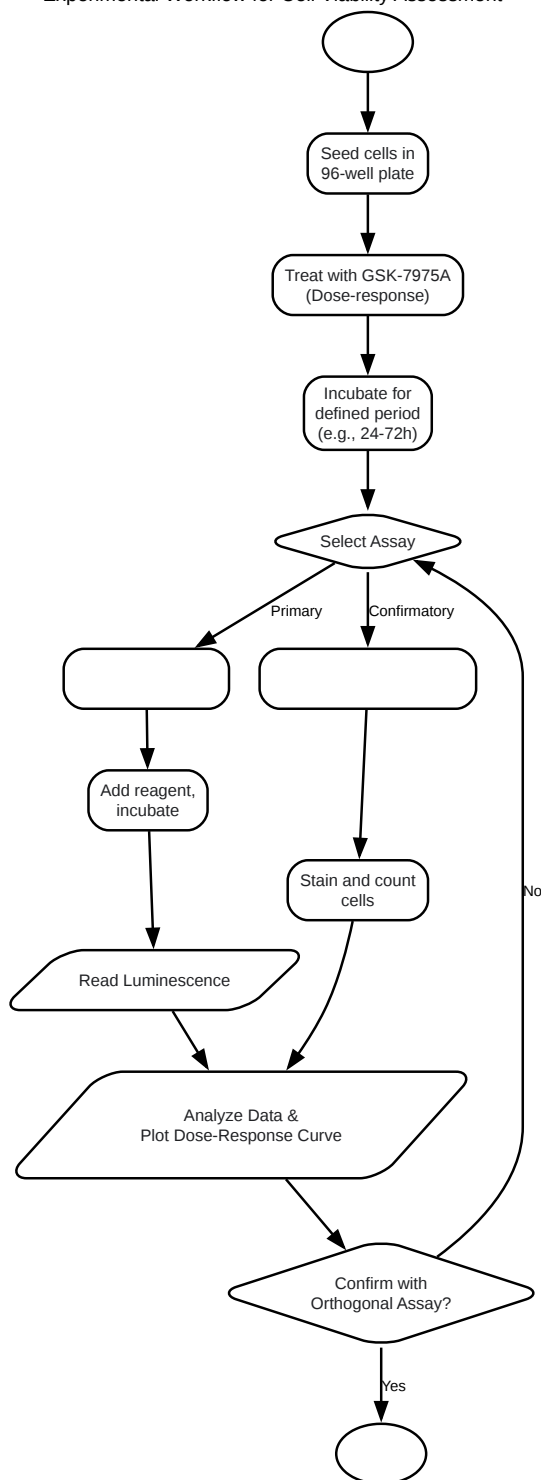 Experimental Workflow for Cell Viability Assessment
Seed cells in
96-well plate
Treat with GSK-7975A
(Dose-response)
Incubate for
defined period
(e.g., 24-72h)
Select Assay
Primary
Confirmatory
Add reagent,
incubate
Stain and count
cells
No
Read Luminescence
Analyze Data &
Plot Dose-Response Curve
Confirm with
Orthogonal Assay?
Yes